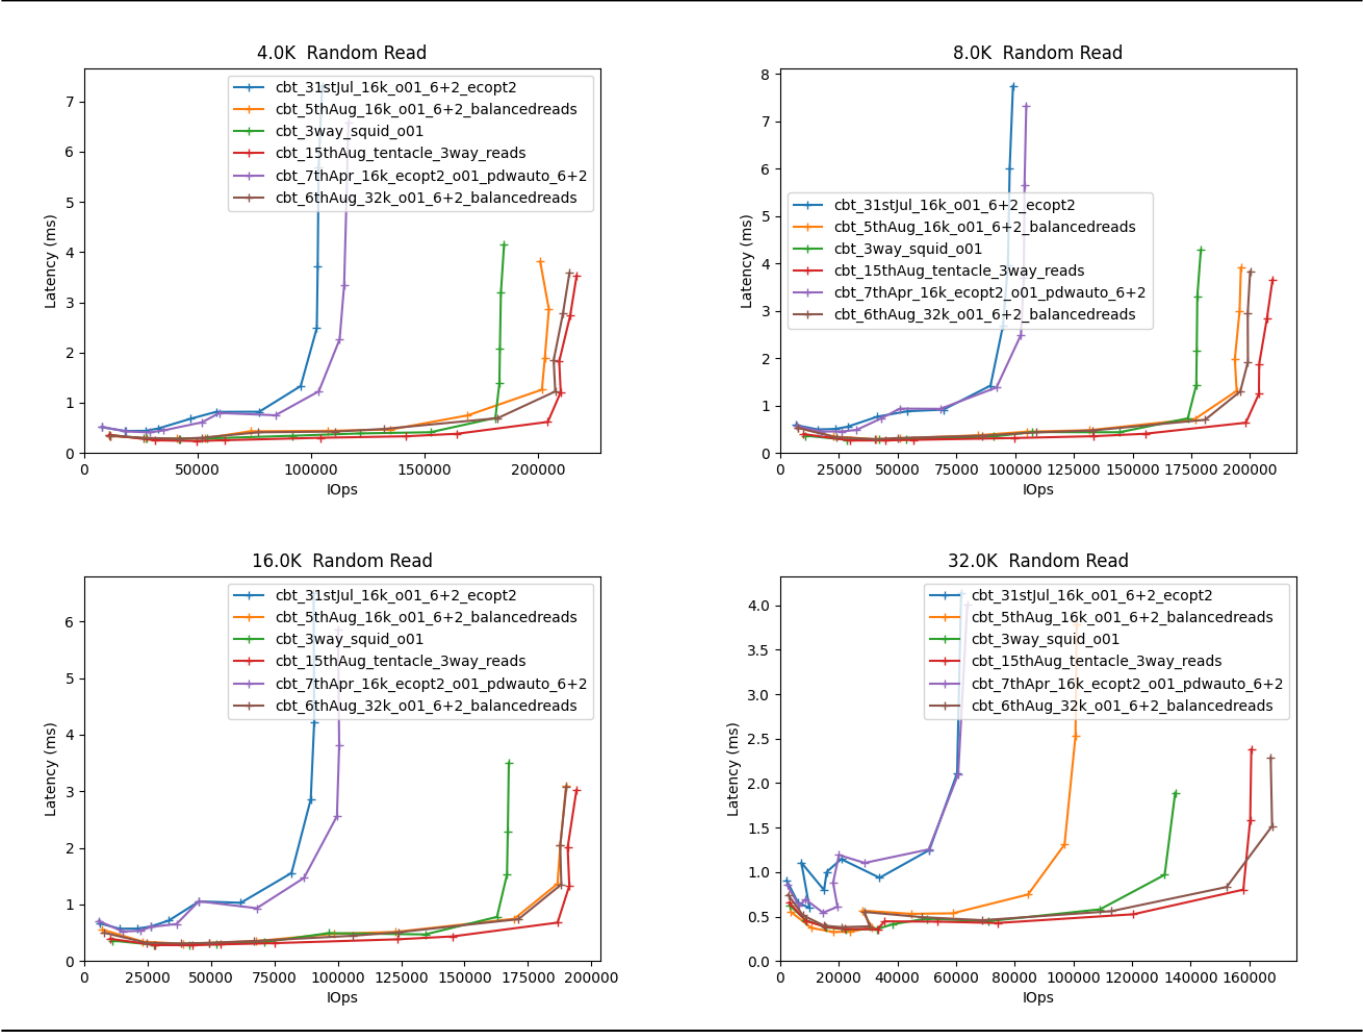 4.0K  Random Read
7
6
5
4
3
2
1
0
Latency (ms)
cbt_31stJul_16k_o01_6+2_ecopt2
cbt_5thAug_16k_o01_6+2_balancedreads
cbt_3way_squid_o01
cbt_15thAug_tentacle_3way_reads
cbt_7thApr_16k_ecopt2_o01_pdwauto_6+2
cbt_6thAug_32k_o01_6+2_balancedreads
0 50000 100000 150000 200000
IOps
8.0K  Random Read
8
7
6
5
4
3
2
1
0
Latency (ms)
cbt_31stJul_16k_o01_6+2_ecopt2
cbt_5thAug_16k_o01_6+2_balancedreads
cbt_3way_squid_o01
cbt_15thAug_tentacle_3way_reads
cbt_7thApr_16k_ecopt2_o01_pdwauto_6+2
cbt_6thAug_32k_o01_6+2_balancedreads
0 25000 50000 75000 100000 125000 150000 175000 200000
IOps
16.0K  Random Read
6
5
4
3
2
1
0
Latency (ms)
cbt_31stJul_16k_o01_6+2_ecopt2
cbt_5thAug_16k_o01_6+2_balancedreads
cbt_3way_squid_o01
cbt_15thAug_tentacle_3way_reads
cbt_7thApr_16k_ecopt2_o01_pdwauto_6+2
cbt_6thAug_32k_o01_6+2_balancedreads
0 25000 50000 75000 100000 125000 150000 175000 200000
IOps
32.0K  Random Read
4.0
3.5
3.0
2.5
2.0
1.5
1.0
0.5
0.0
Latency (ms)
cbt_31stJul_16k_o01_6+2_ecopt2
cbt_5thAug_16k_o01_6+2_balancedreads
cbt_3way_squid_o01
cbt_15thAug_tentacle_3way_reads
cbt_7thApr_16k_ecopt2_o01_pdwauto_6+2
cbt_6thAug_32k_o01_6+2_balancedreads
0 20000 40000 60000 80000 100000 120000 140000 160000
IOps